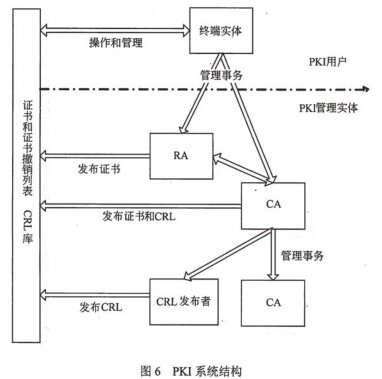 终端实体
操作和管理
管理事务
PKI用户
PKI管理实体
证书和证书撤销列表 CRL 库
RA
发布证书
CA
发布证书和CRL
管理事务
CRL 发布者
CA
发布CRL
图 6 PKI 系统结构